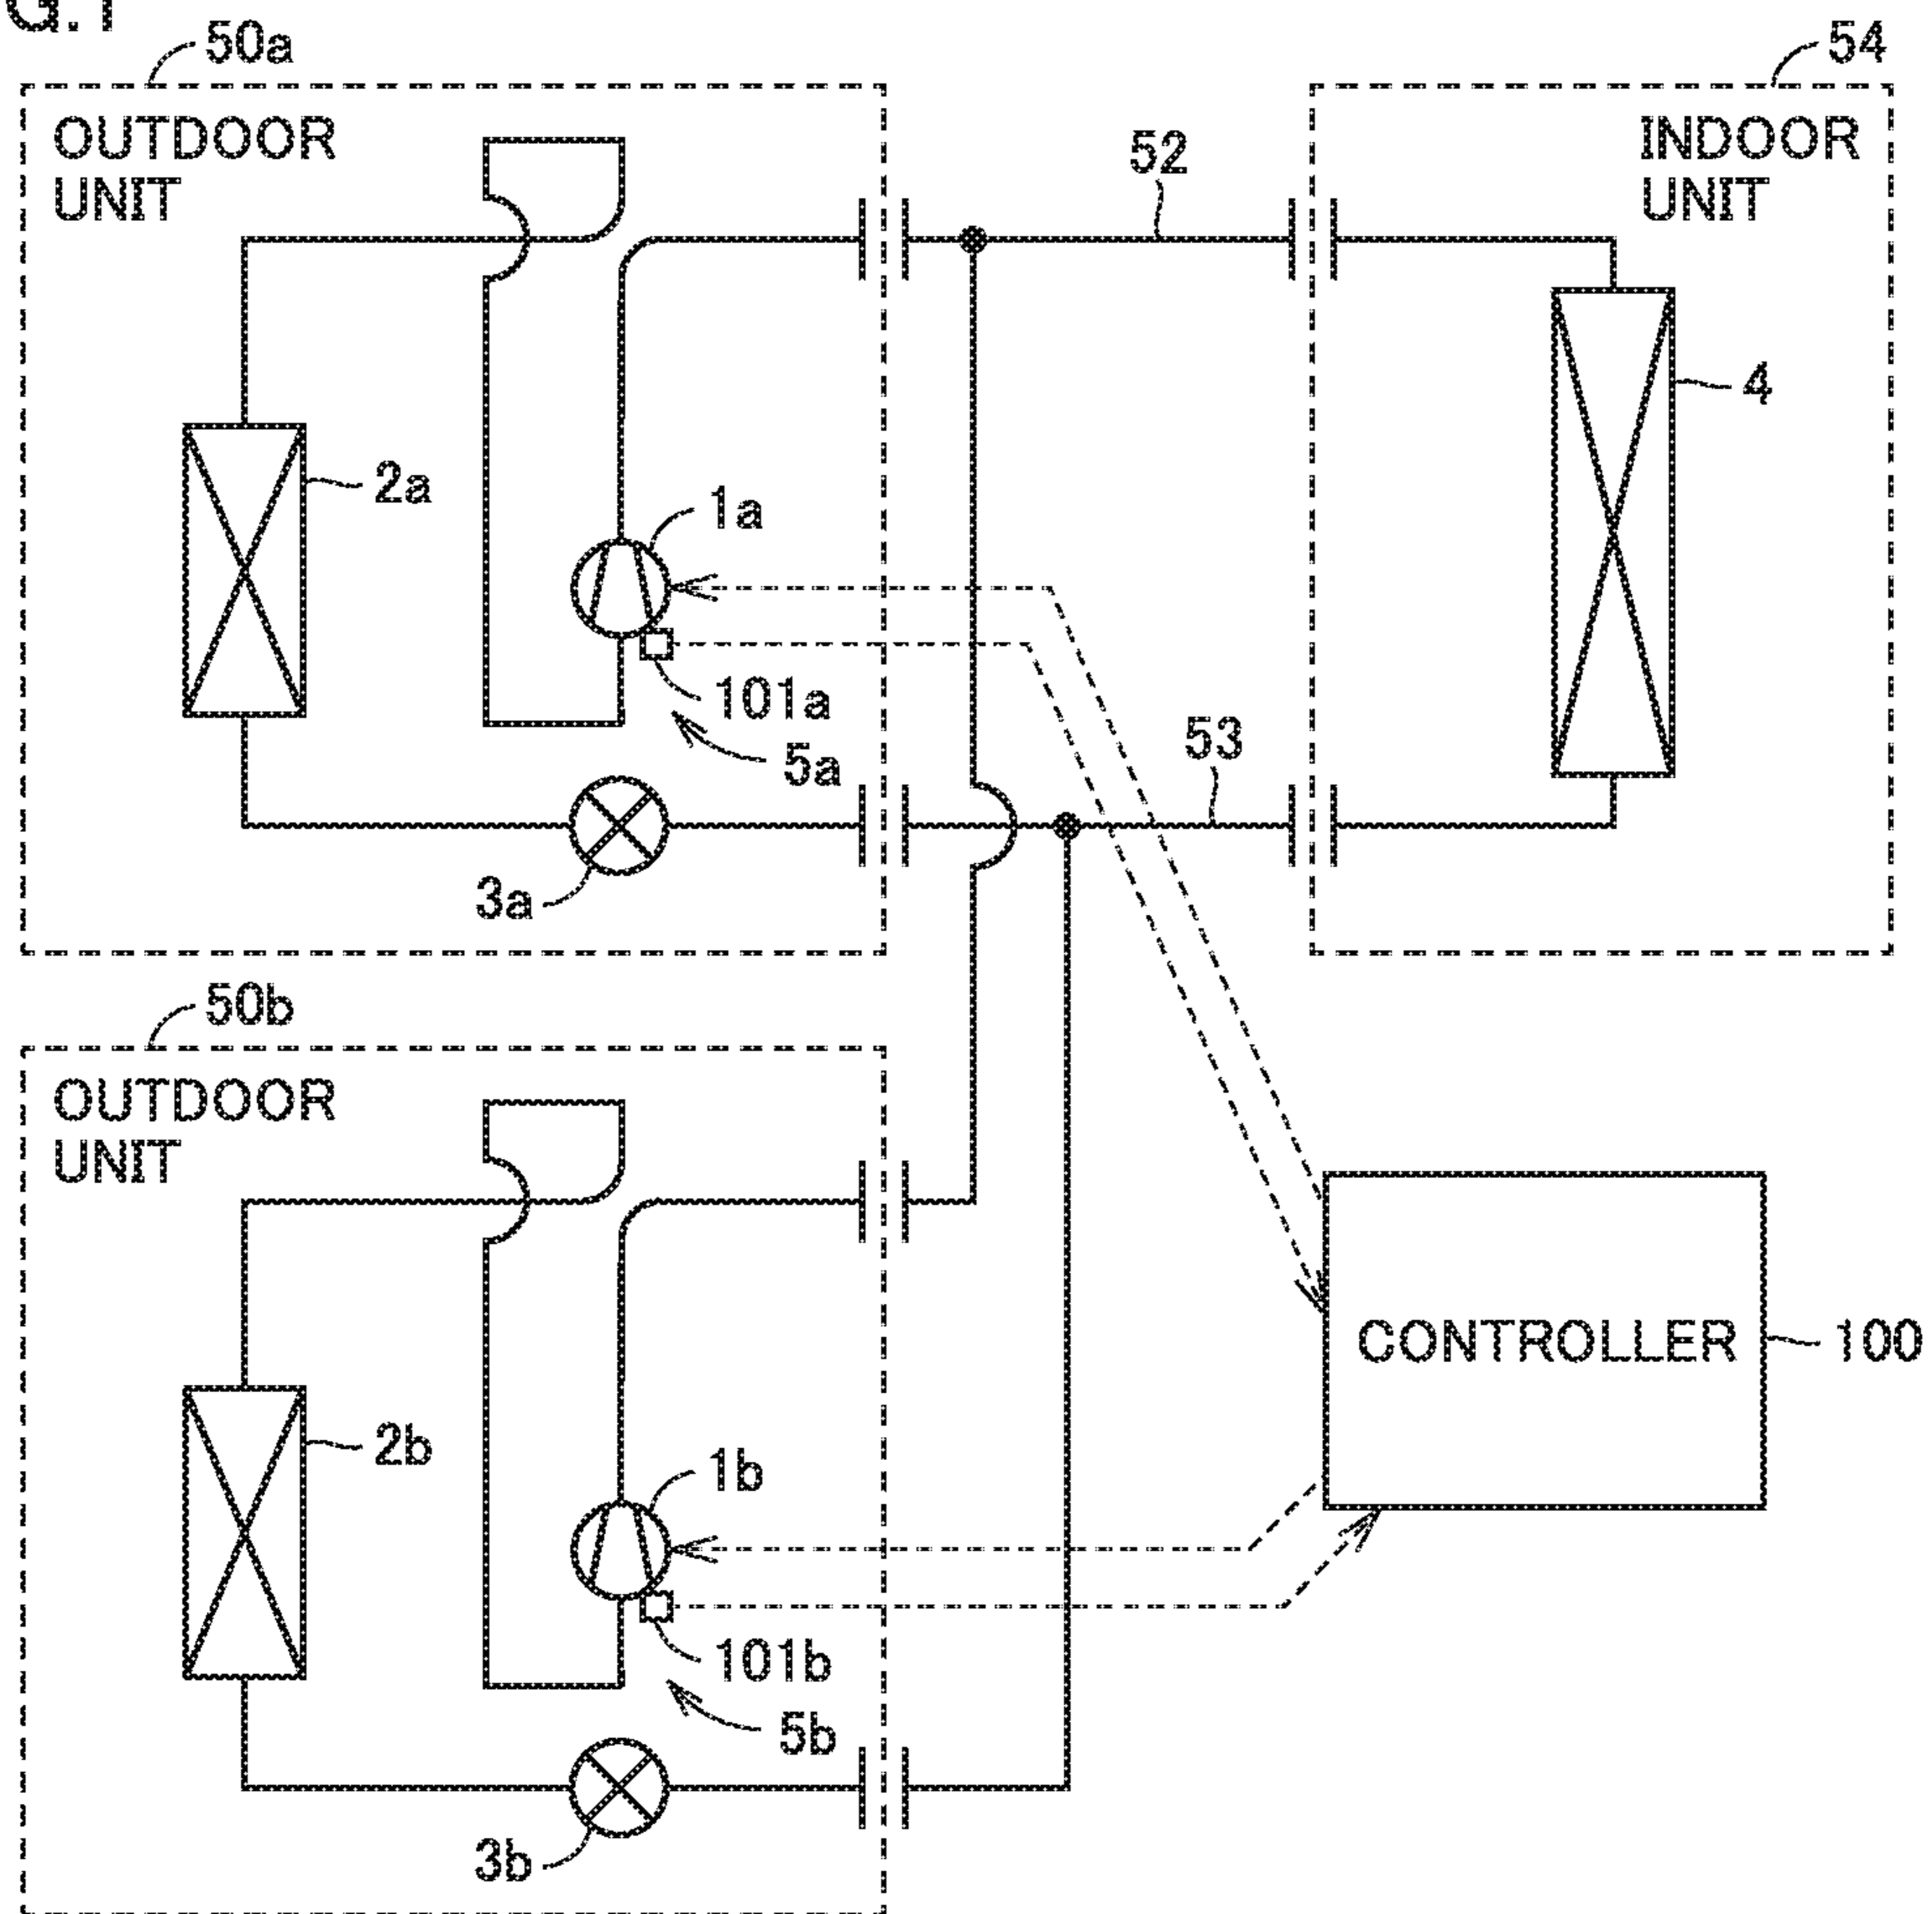 G.1
50a
54
OUTDOOR
UNIT
INDOOR
UNIT
52
4
2a
1a
101a
5a
53
3a
50b
OUTDOOR
UNIT
CONTROLLER
100
2b
1b
101b
5b
3b